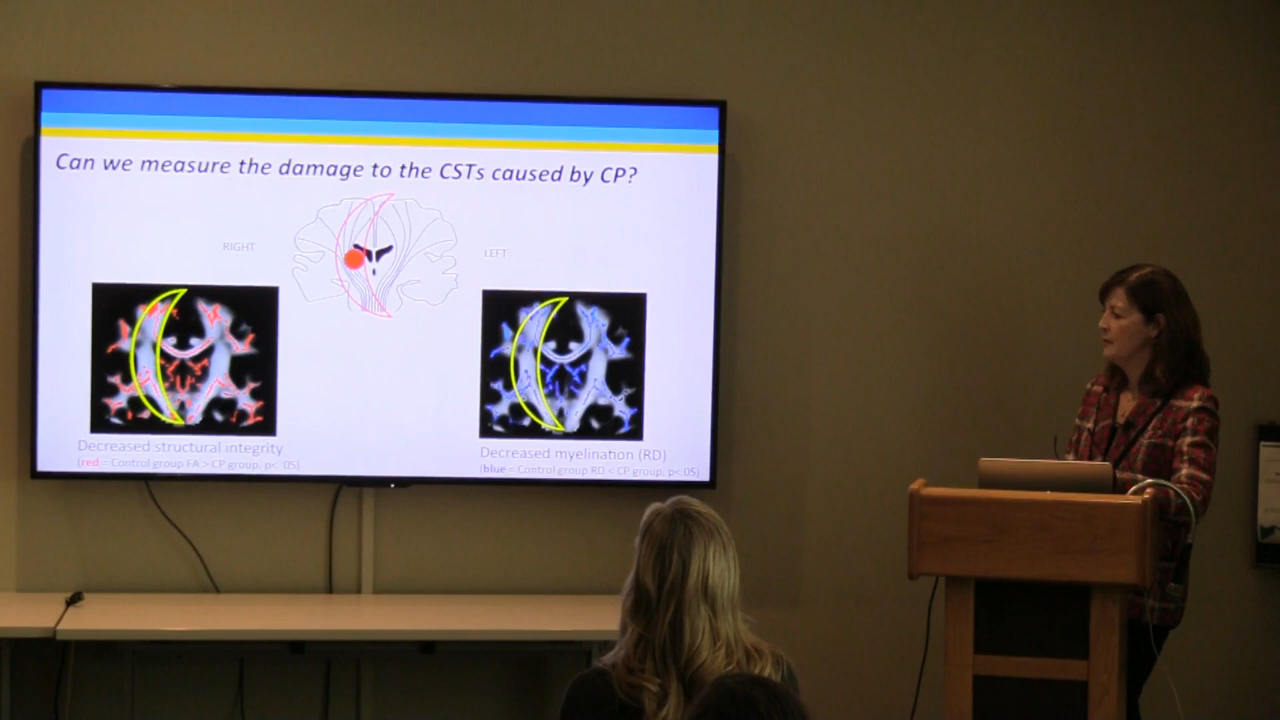 Can we measure the damage to the CSTs caused by CP?
RIGHT
LEFT
Decreased structural integrity
(red = Control group FA > CP group, p< .05)
Decreased myelination (RD)
(blue = Control group RD < CP group, p<.05)